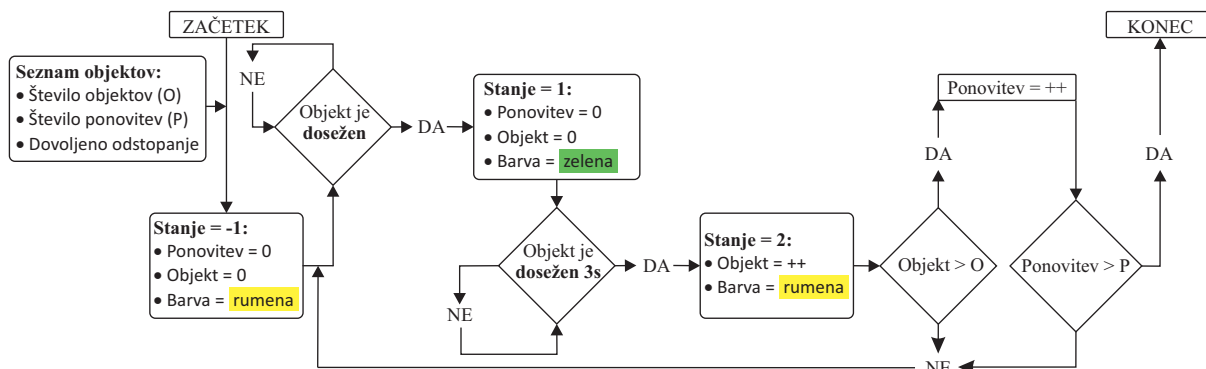 ZAČETEK
Seznam objektov:
• Število objektov (O)
• Število ponovitev (P)
• Dovoljeno odstopanje
Stanje = -1:
• Ponovitev = 0
• Objekt = 0
• Barva = rumena
NE
Objekt je
dosežen
DA
Stanje = 1:
• Ponovitev = 0
• Objekt = 0
• Barva = zelena
Objekt je
dosežen 3s
NE
DA
Stanje = 2:
• Objekt = ++
• Barva = rumena
Objekt > O
DA
Ponovitev = ++
Ponovitev > P
DA
KONEC
NE